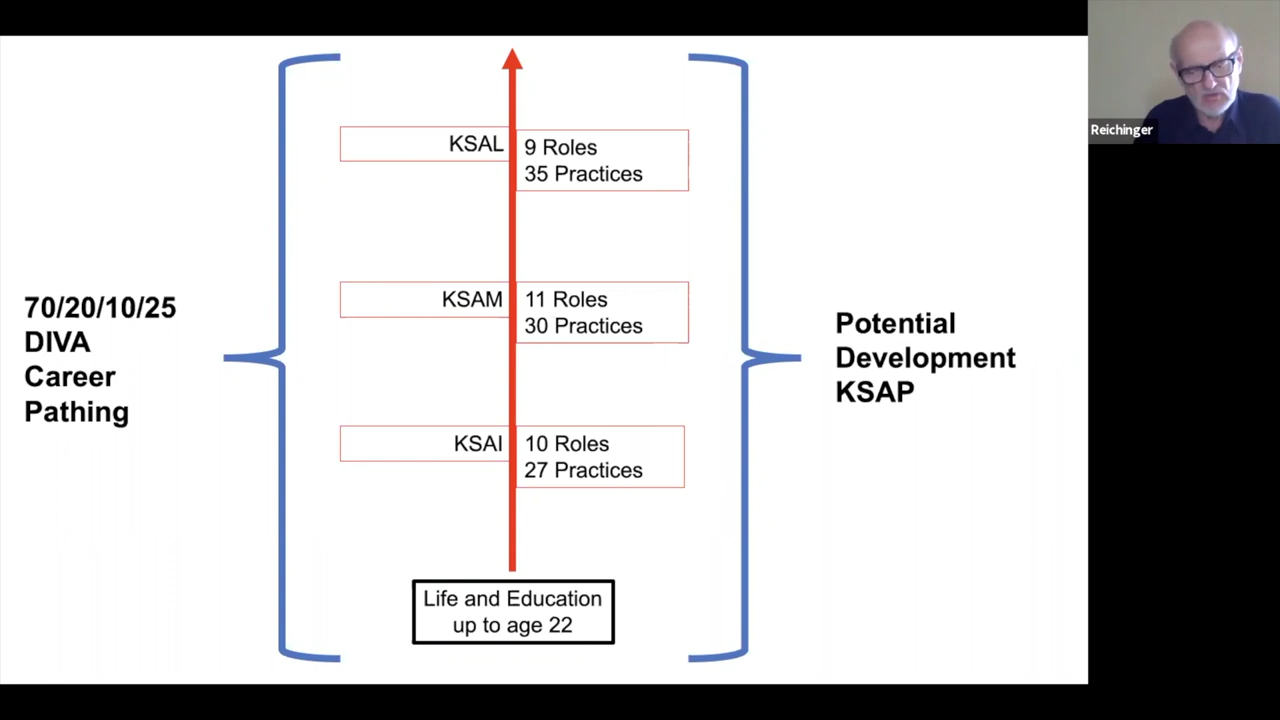 70/20/10/25
DIVA
Career
Pathing
KSAL
9 Roles
35 Practices
KSAM
11 Roles
30 Practices
KSAI
10 Roles
27 Practices
Life and Education
up to age 22
Potential
Development
KSAP
Reichinger